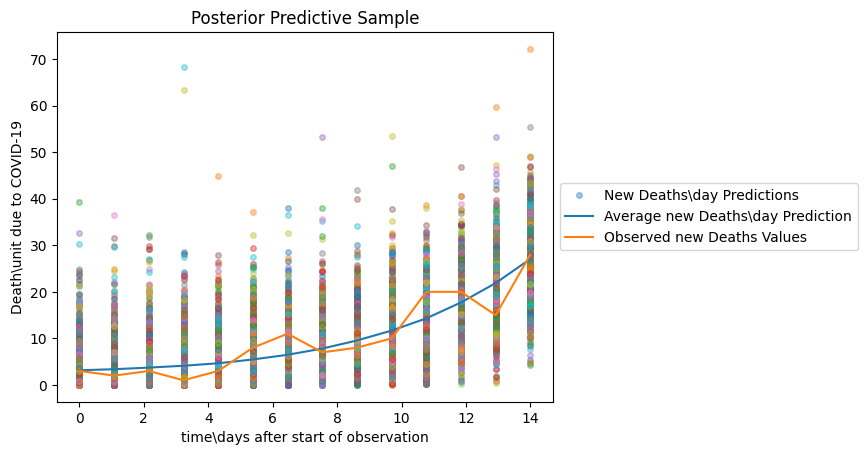 Posterior Predictive Sample
Death\unit due to COVID-19
70
60
50
40
30
20
10
0
0 2 4 6 8 10 12 14
time\days after start of observation
New Deaths\day Predictions
Average new Deaths\day Prediction
Observed new Deaths Values